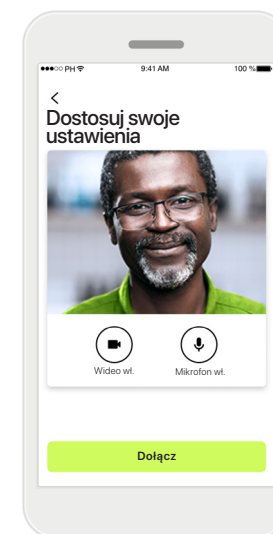 ●●●○○ PH 9:41 AM 100 %
Dostosuj swoje
ustawienia
Wideo wł. Mikrofon wł.
Dołącz